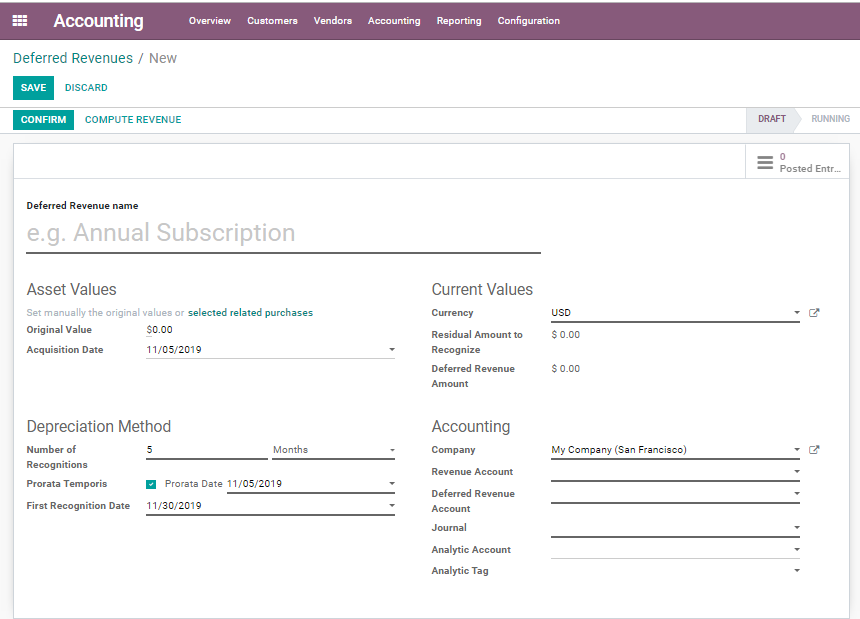 Accounting Overview Customers Vendors Accounting Reporting Configuration
Deferred Revenues / New
SAVE DISCARD
CONFIRM COMPUTE REVENUE DRAFT RUNNING
0
Posted Entr...
Deferred Revenue name
e.g. Annual Subscription
Asset Values
Set manually the original values or selected related purchases
Original Value $0.00
Acquisition Date 11/05/2019
Current Values
Currency USD
Residual Amount to $ 0.00
Recognize
Deferred Revenue $ 0.00
Amount
Depreciation Method
Number of 5 Months
Recognitions
Prorata Temporis Prorata Date 11/05/2019
First Recognition Date 11/30/2019
Accounting
Company My Company (San Francisco)
Revenue Account
Deferred Revenue
Account
Journal
Analytic Account
Analytic Tag